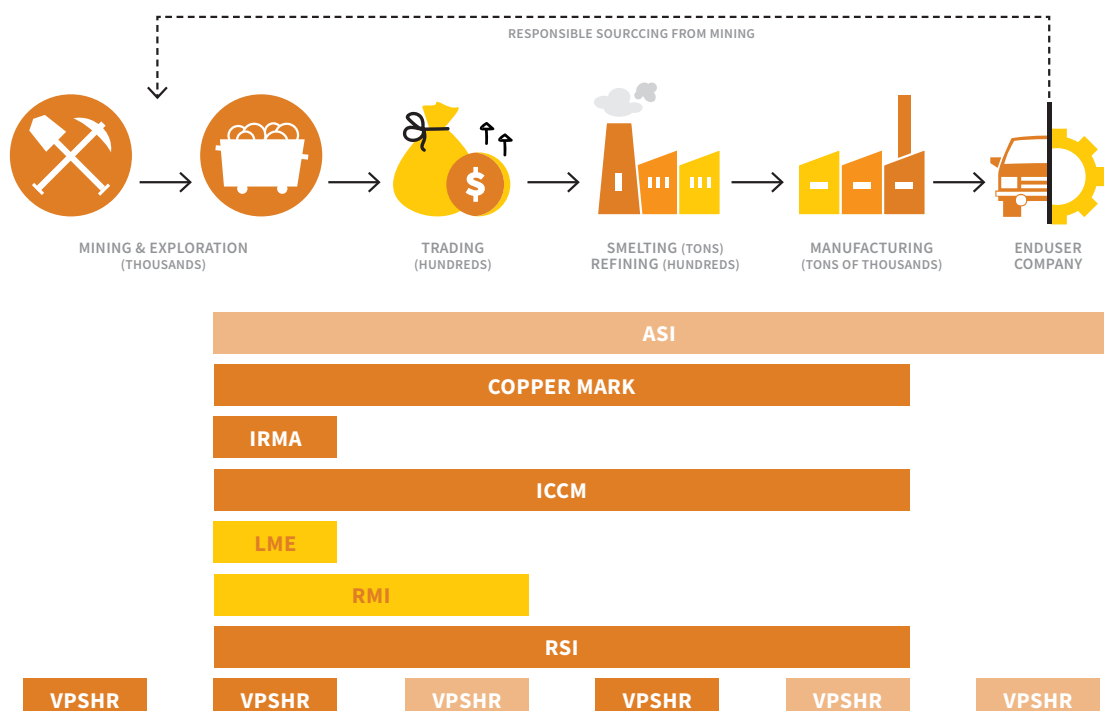 RESPONSIBLE SOURCCING FROM MINING
$
MINING & EXPLORATION
(THOUSANDS)
TRADING
(HUNDREDS)
SMELTING (TONS)
REFINING (HUNDREDS)
MANUFACTURING
(TONS OF THOUSANDS)
ENDUSER
COMPANY
ASI
COPPER MARK
IRMA
ICCM
LME
RMI
RSI
VPSHR VPSHR VPSHR VPSHR VPSHR VPSHR